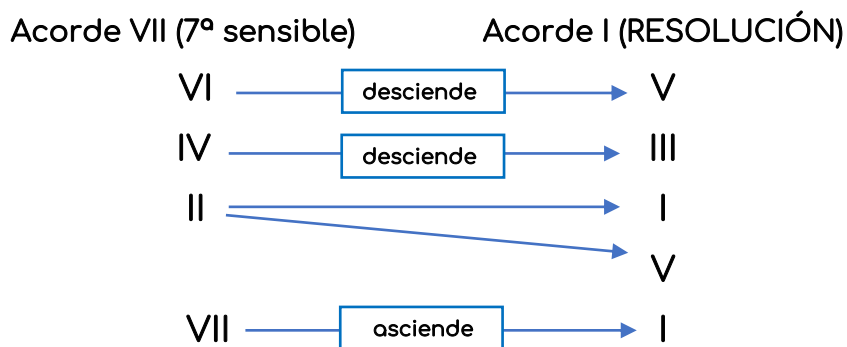 Acorde VII (7ª sensible) Acorde I (RESOLUCIÓN)
VI desciende V
IV desciende III
II I
V
VII asciende I